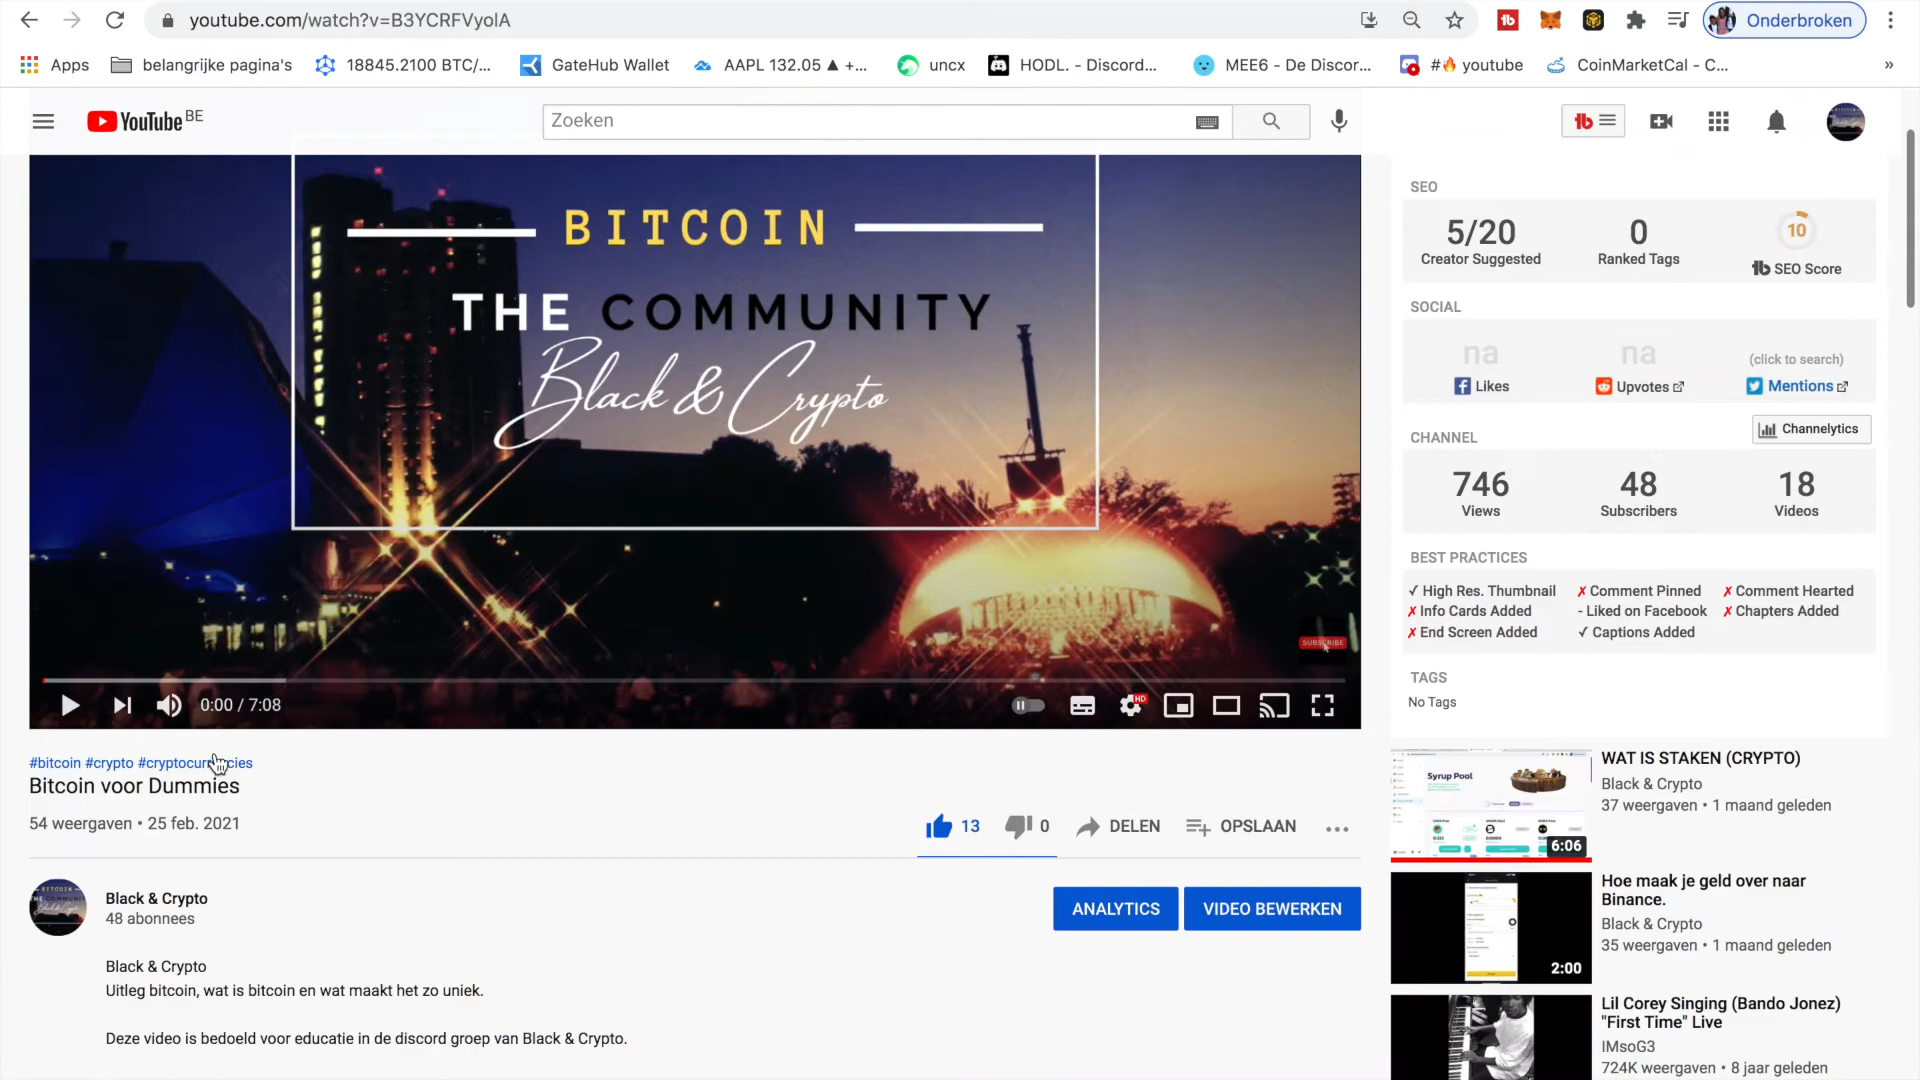 youtube.com/watch?v=B3YCRFVyolA
Onderbroken
Apps
belangrijke pagina's
18845.2100 BTC/...
GateHub Wallet
AAPL 132.05 ▲ +...
uncx
HODL. - Discord...
MEE6 - De Discor...
#🔥 youtube
CoinMarketCal - C...
»
YouTube BE
Zoeken
BITCOIN
THE COMMUNITY
Black & Crypto
SUBSCRIBE
0:00 / 7:08
HD
#bitcoin #crypto #cryptocurrencies
Bitcoin voor Dummies
54 weergaven • 25 feb. 2021
13
0
DELEN
OPSLAAN
Black & Crypto
48 abonnees
ANALYTICS
VIDEO BEWERKEN
Black & Crypto
Uitleg bitcoin, wat is bitcoin en wat maakt het zo uniek.
Deze video is bedoeld voor educatie in de discord groep van Black & Crypto.
SEO
5/20
Creator Suggested
0
Ranked Tags
10
SEO Score
SOCIAL
na
Likes
na
Upvotes
(click to search)
Mentions
CHANNEL
Channelytics
746
Views
48
Subscribers
18
Videos
BEST PRACTICES
✓ High Res. Thumbnail
✗ Comment Pinned
✗ Comment Hearted
✗ Info Cards Added
- Liked on Facebook
✗ Chapters Added
✗ End Screen Added
✓ Captions Added
TAGS
No Tags
Syrup Pool
6:06
WAT IS STAKEN (CRYPTO)
Black & Crypto
37 weergaven • 1 maand geleden
2:00
Hoe maak je geld over naar
Binance.
Black & Crypto
35 weergaven • 1 maand geleden
Lil Corey Singing (Bando Jonez)
"First Time" Live
IMsoG3
724K weergaven • 8 jaar geleden